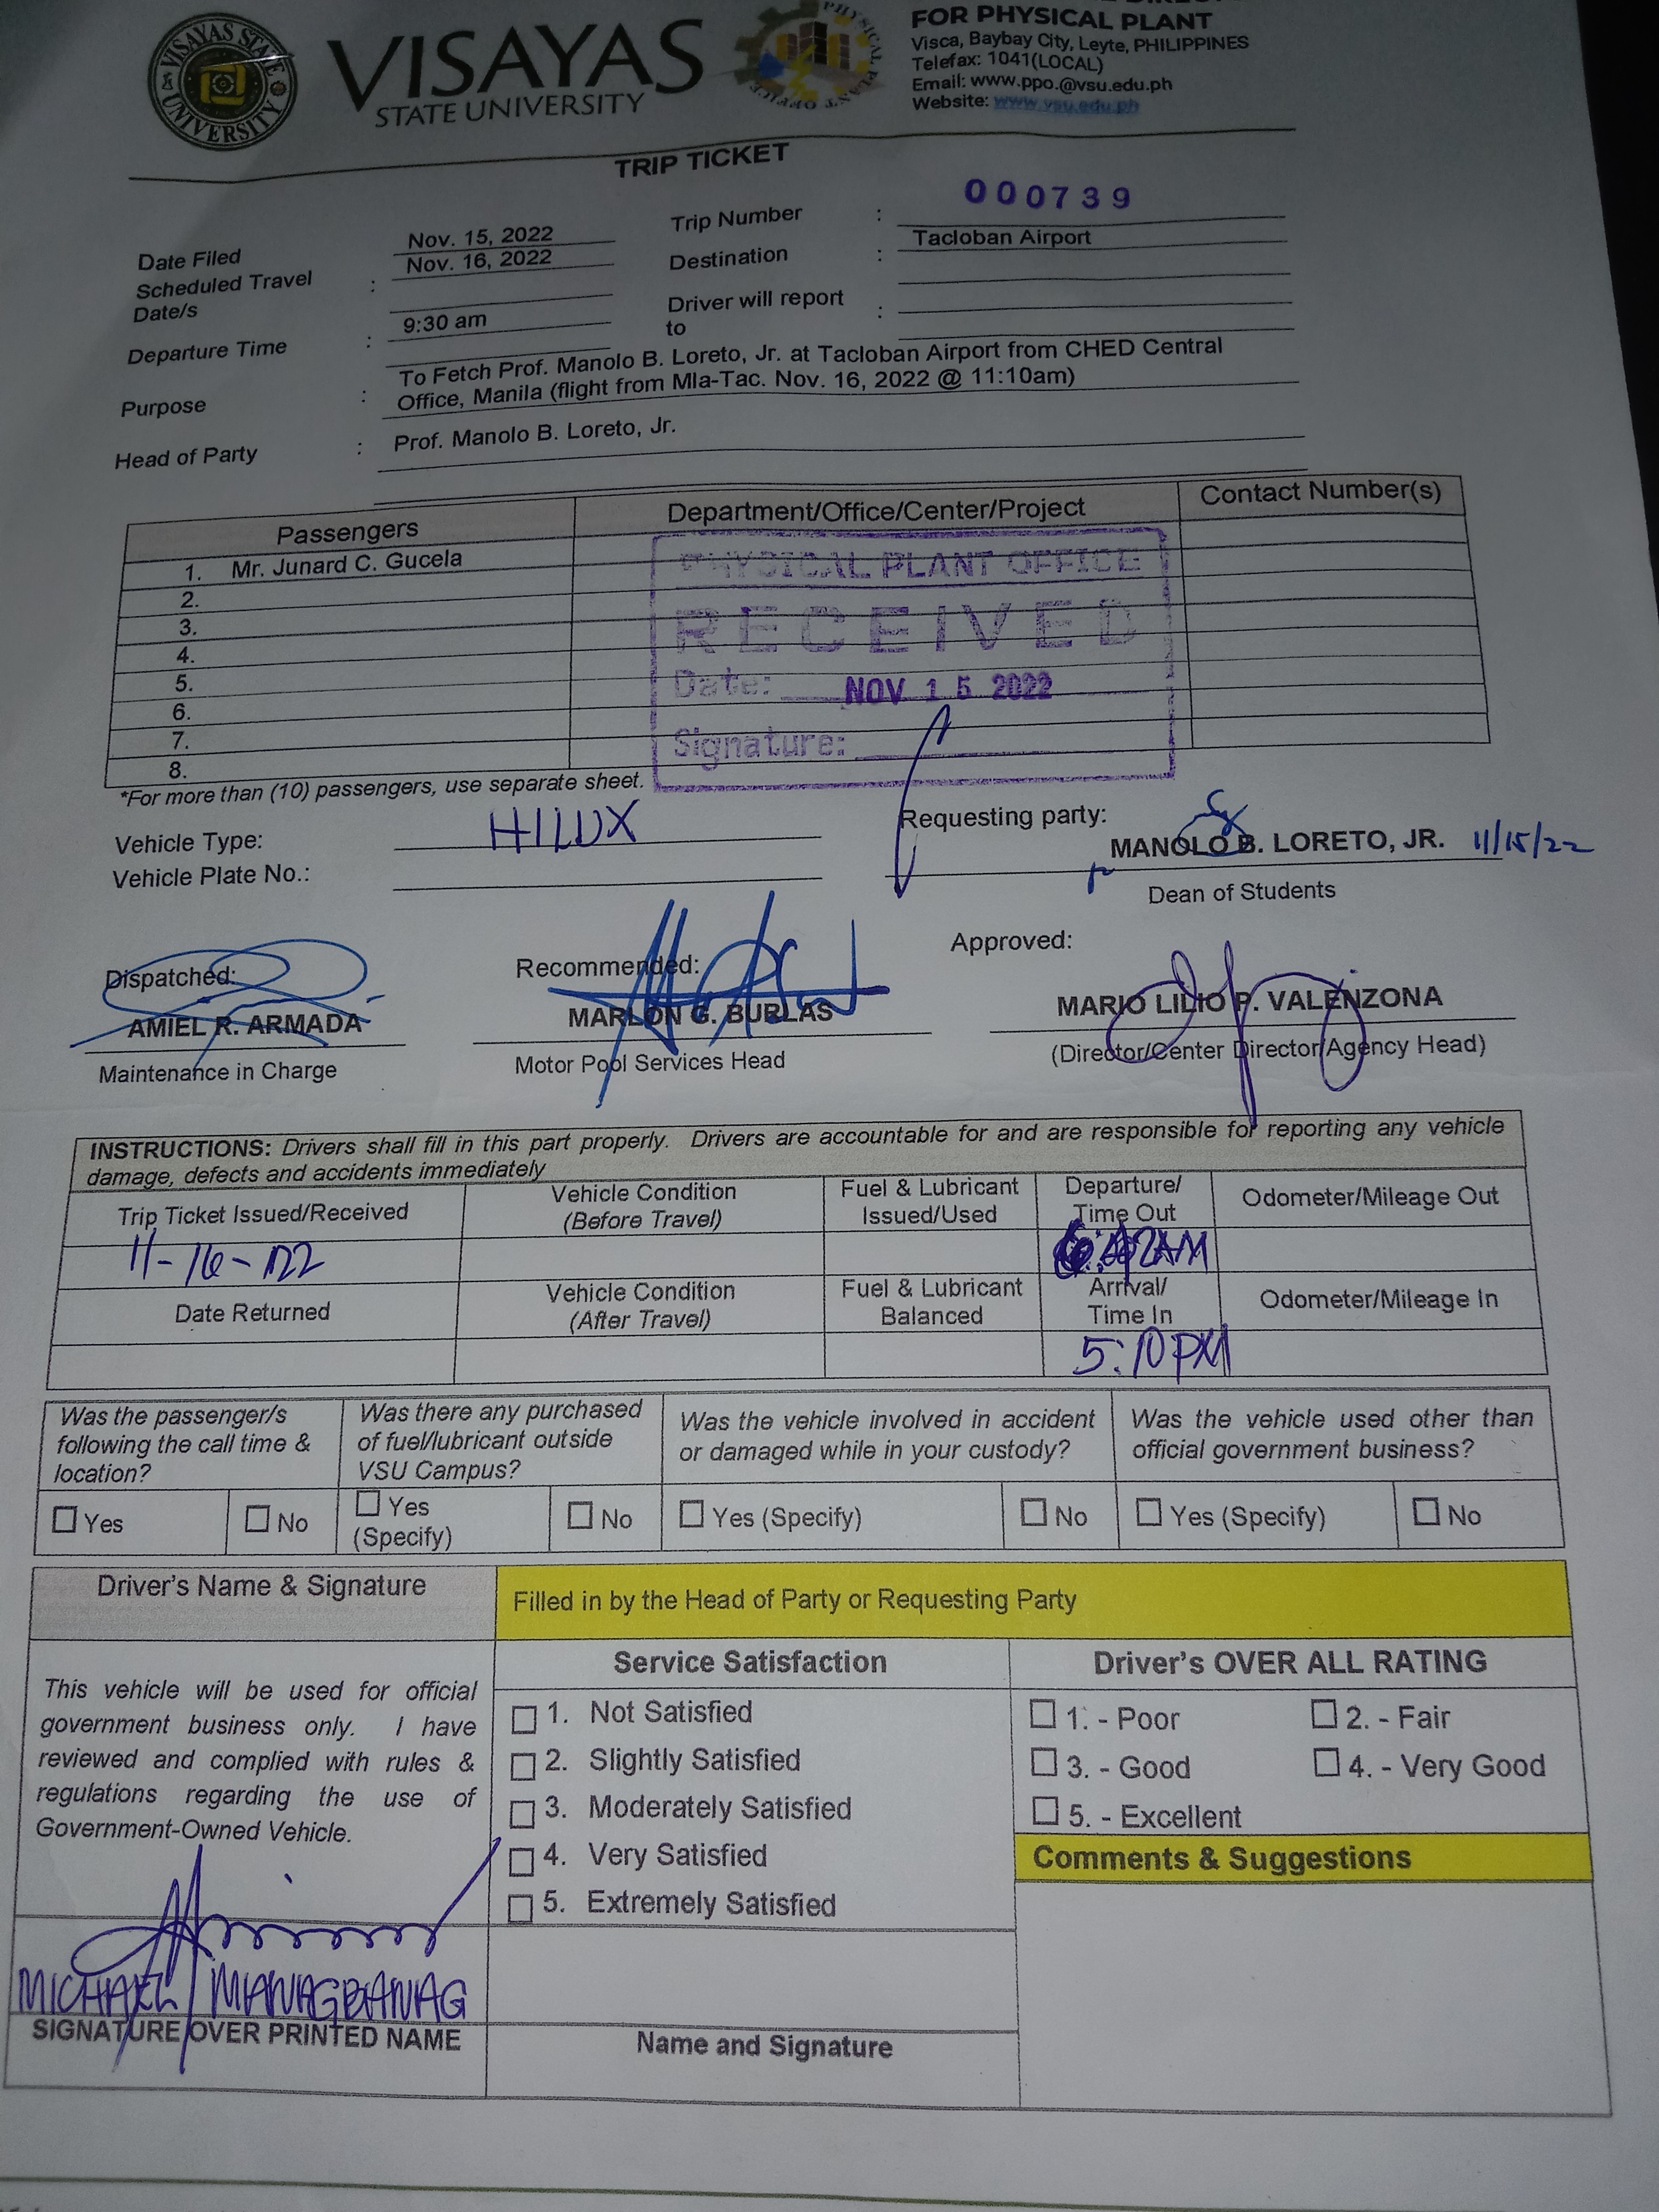 VISAYAS STATE UNIVERSITY
VISAYAS
STATE UNIVERSITY
PHYSICAL PLANT OFFICE
FOR PHYSICAL PLANT
Visca, Baybay City, Leyte, PHILIPPINES
Telefax: 1041(LOCAL)
Email: www.ppo.@vsu.edu.ph
Website: www.vsu.edu.ph
TRIP TICKET
Date Filed Nov. 15, 2022 Trip Number : 000739
Scheduled Travel Date/s : Nov. 16, 2022 Destination : Tacloban Airport
Departure Time : 9:30 am Driver will report to :
Purpose : To Fetch Prof. Manolo B. Loreto, Jr. at Tacloban Airport from CHED Central
Office, Manila (flight from Mla-Tac. Nov. 16, 2022 @ 11:10am)
Head of Party : Prof. Manolo B. Loreto, Jr.
Passengers Department/Office/Center/Project Contact Number(s)
1. Mr. Junard C. Gucela
2.
3.
4.
5.
6.
7.
8.
PHYSICAL PLANT OFFICE
RECEIVED
Date: NOV 15 2022
Signature:
*For more than (10) passengers, use separate sheet.
Vehicle Type: HILUX
Vehicle Plate No.:
Requesting party:
MANOLO B. LORETO, JR. 11/15/22
Dean of Students
Dispatched:
AMIEL R. ARMADA
Maintenance in Charge
Recommended:
MARLON G. BURLAS
Motor Pool Services Head
Approved:
MARIO LILIO P. VALENZONA
(Director/Center Director/Agency Head)
INSTRUCTIONS: Drivers shall fill in this part properly. Drivers are accountable for and are responsible for reporting any vehicle
damage, defects and accidents immediately
Trip Ticket Issued/Received Vehicle Condition (Before Travel) Fuel & Lubricant Issued/Used Departure/ Time Out Odometer/Mileage Out
11-16-22
Date Returned Vehicle Condition (After Travel) Fuel & Lubricant Balanced Arrival/ Time In Odometer/Mileage In
5:10 PM
Was the passenger/s following the call time & location?
Yes No
Was there any purchased of fuel/lubricant outside VSU Campus?
Yes (Specify) No
Was the vehicle involved in accident or damaged while in your custody?
Yes (Specify) No
Was the vehicle used other than official government business?
Yes (Specify) No
Driver's Name & Signature
Filled in by the Head of Party or Requesting Party
This vehicle will be used for official
government business only. I have
reviewed and complied with rules &
regulations regarding the use of
Government-Owned Vehicle.
MICHAEL MANAGBANAG
SIGNATURE OVER PRINTED NAME
Service Satisfaction
1. Not Satisfied
2. Slightly Satisfied
3. Moderately Satisfied
4. Very Satisfied
5. Extremely Satisfied
Name and Signature
Driver's OVER ALL RATING
1. - Poor 2. - Fair
3. - Good 4. - Very Good
5. - Excellent
Comments & Suggestions